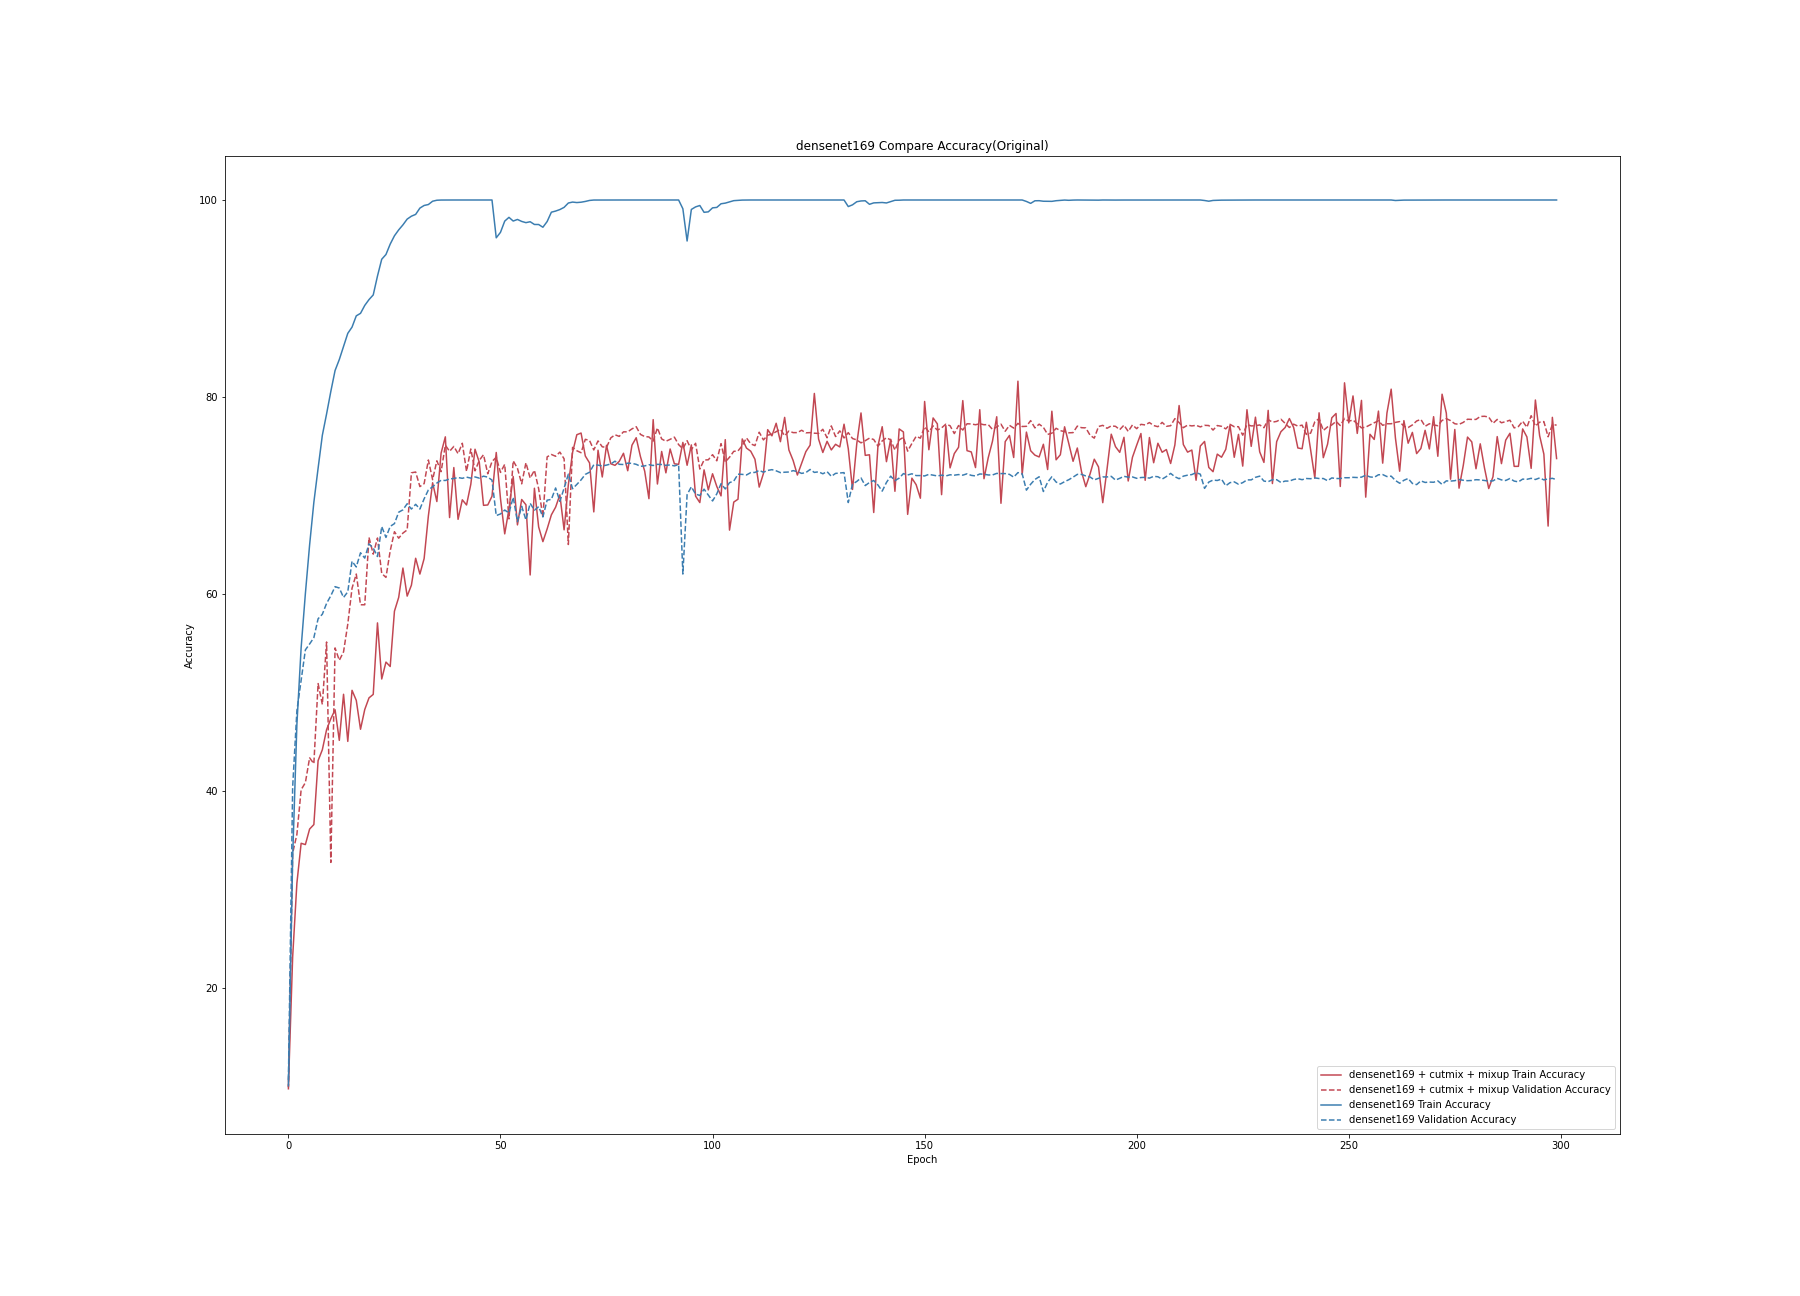 densenet169 Compare Accuracy(Original)
100
80
60
40
20
Accuracy
0
50
100
150
200
250
300
Epoch
densenet169 + cutmix + mixup Train Accuracy
densenet169 + cutmix + mixup Validation Accuracy
densenet169 Train Accuracy
densenet169 Validation Accuracy